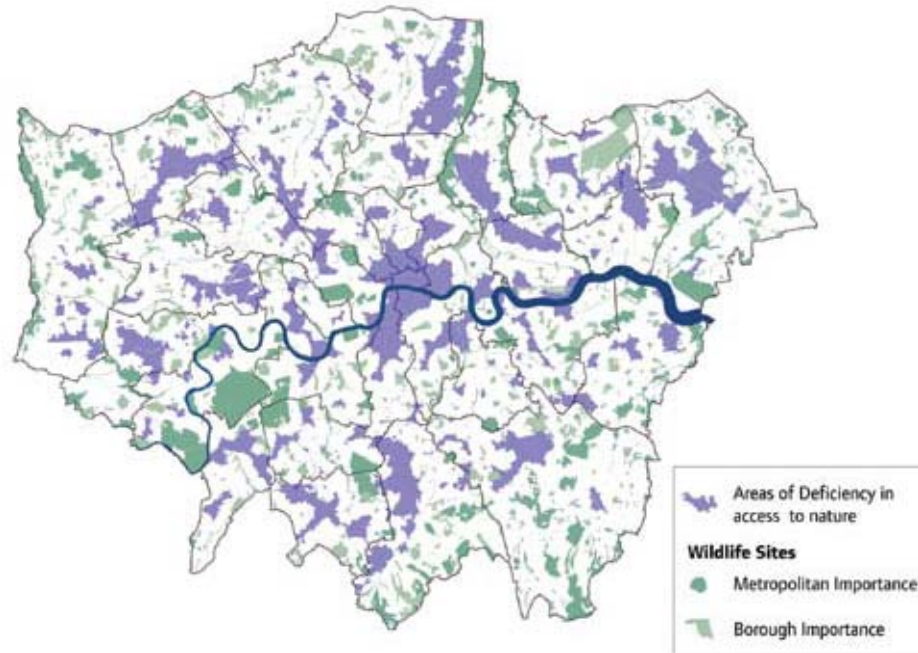 Areas of Deficiency in
access to nature
Wildlife Sites
Metropolitan Importance
Borough Importance